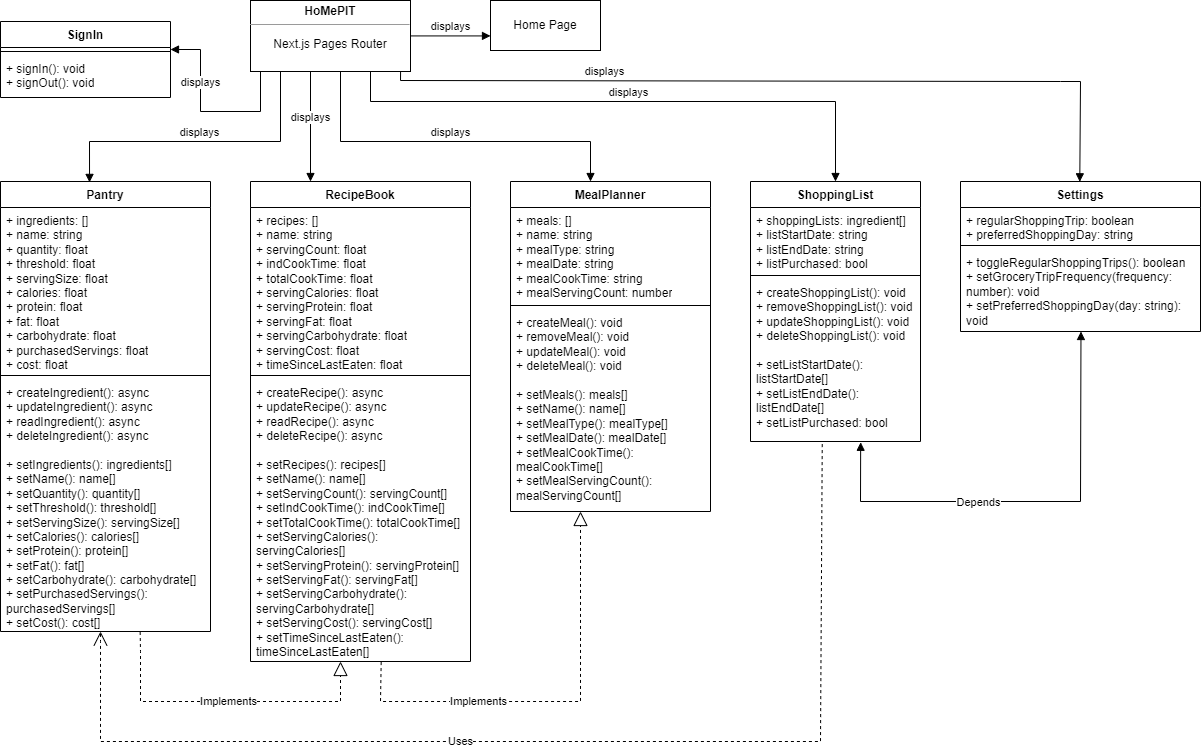 HoMePIT
Next.js Pages Router
Home Page
displays
SignIn
+ signIn(): void
+ signOut(): void
displays
displays
displays
displays
displays
displays
Pantry
+ ingredients: []
+ name: string
+ quantity: float
+ threshold: float
+ servingSize: float
+ calories: float
+ protein: float
+ fat: float
+ carbohydrate: float
+ purchasedServings: float
+ cost: float
+ createIngredient(): async
+ updateIngredient(): async
+ readIngredient(): async
+ deleteIngredient(): async
+ setIngredients(): ingredients[]
+ setName(): name[]
+ setQuantity(): quantity[]
+ setThreshold(): threshold[]
+ setServingSize(): servingSize[]
+ setCalories(): calories[]
+ setProtein(): protein[]
+ setFat(): fat[]
+ setCarbohydrate(): carbohydrate[]
+ setPurchasedServings():
purchasedServings[]
+ setCost(): cost[]
RecipeBook
+ recipes: []
+ name: string
+ servingCount: float
+ indCookTime: float
+ totalCookTime: float
+ servingCalories: float
+ servingProtein: float
+ servingFat: float
+ servingCarbohydrate: float
+ servingCost: float
+ timeSinceLastEaten: float
+ createRecipe(): async
+ updateRecipe(): async
+ readRecipe(): async
+ deleteRecipe(): async
+ setRecipes(): recipes[]
+ setName(): name[]
+ setServingCount(): servingCount[]
+ setIndCookTime(): indCookTime[]
+ setTotalCookTime(): totalCookTime[]
+ setServingCalories():
servingCalories[]
+ setServingProtein(): servingProtein[]
+ setServingFat(): servingFat[]
+ setServingCarbohydrate():
servingCarbohydrate[]
+ setServingCost(): servingCost[]
+ setTimeSinceLastEaten():
timeSinceLastEaten[]
MealPlanner
+ meals: []
+ name: string
+ mealType: string
+ mealDate: string
+ mealCookTime: string
+ mealServingCount: number
+ createMeal(): void
+ removeMeal(): void
+ updateMeal(): void
+ deleteMeal(): void
+ setMeals(): meals[]
+ setName(): name[]
+ setMealType(): mealType[]
+ setMealDate(): mealDate[]
+ setMealCookTime():
mealCookTime[]
+ setMealServingCount():
mealServingCount[]
ShoppingList
+ shoppingLists: ingredient[]
+ listStartDate: string
+ listEndDate: string
+ listPurchased: bool
+ createShoppingList(): void
+ removeShoppingList(): void
+ updateShoppingList(): void
+ deleteShoppingList(): void
+ setListStartDate():
listStartDate[]
+ setListEndDate():
listEndDate[]
+ setListPurchased: bool
Settings
+ regularShoppingTrip: boolean
+ preferredShoppingDay: string
+ toggleRegularShoppingTrips(): boolean
+ setGroceryTripFrequency(frequency:
number): void
+ setPreferredShoppingDay(day: string):
void
Depends
Implements
Implements
Uses